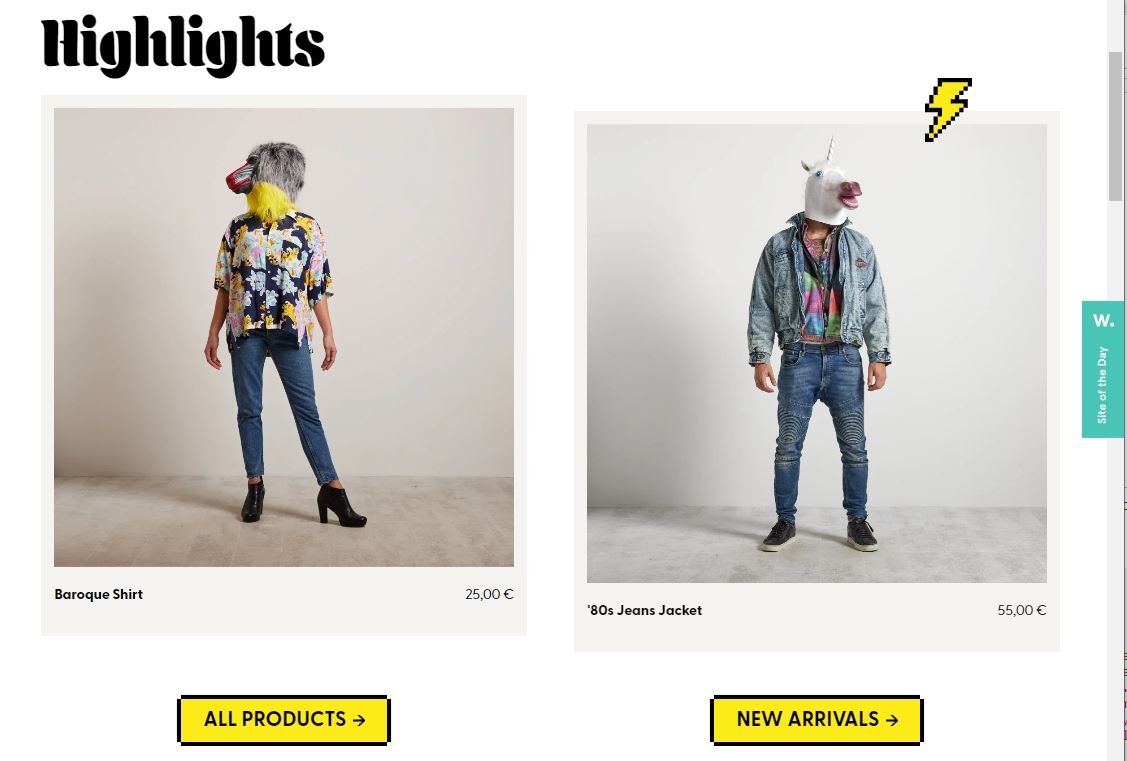 Highlights
Baroque Shirt
25,00 €
'80s Jeans Jacket
55,00 €
ALL PRODUCTS →
NEW ARRIVALS →
W.
Site of the Day